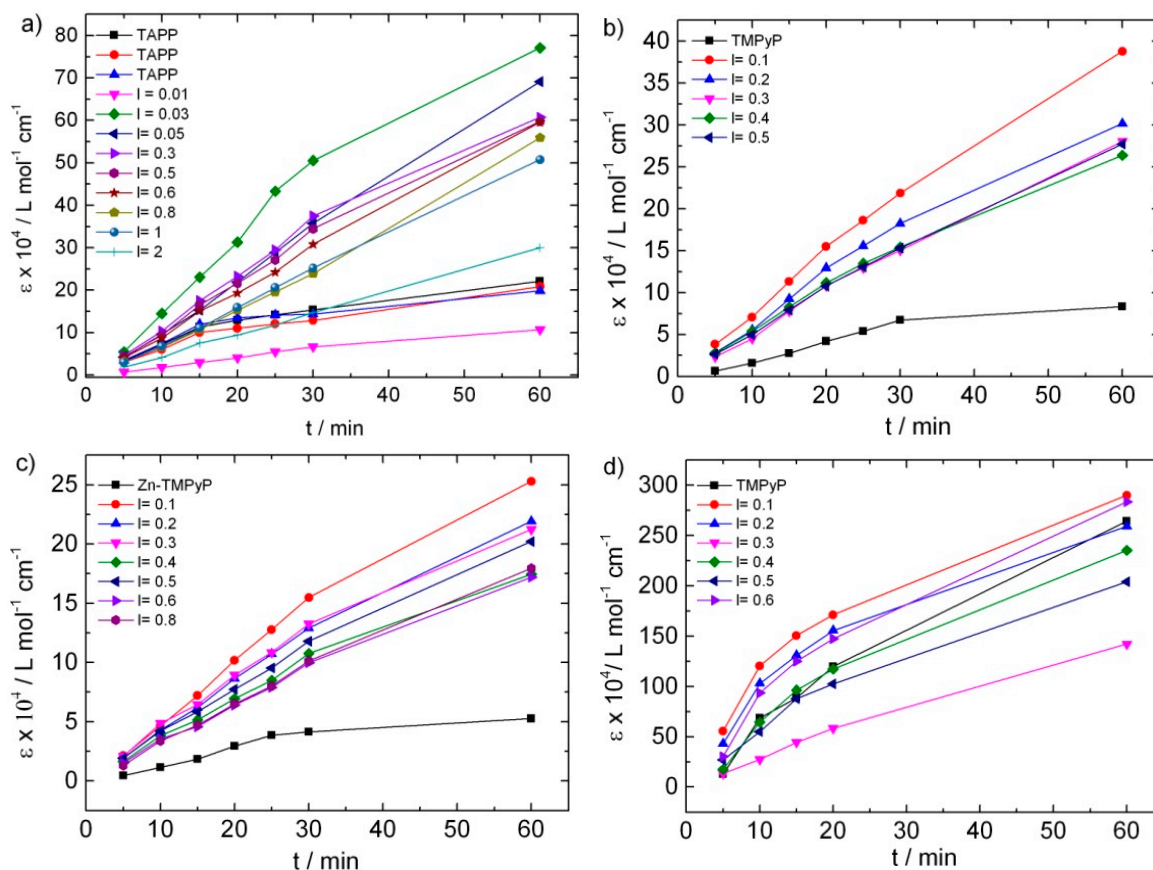 a)
TAPP
TAPP
TAPP
I = 0.01
I = 0.03
I= 0.05
I= 0.3
I= 0.5
I= 0.6
I= 0.8
I= 1
I= 2
80
70
60
50
40
30
20
10
0
ε x 10⁴ / L mol⁻¹ cm⁻¹
0 10 20 30 40 50 60
t / min
b)
TMPyP
I= 0.1
I= 0.2
I= 0.3
I= 0.4
I= 0.5
40
35
30
25
20
15
10
5
0
ε x 10⁴ / L mol⁻¹ cm⁻¹
0 10 20 30 40 50 60
t / min
c)
Zn-TMPyP
I= 0.1
I= 0.2
I= 0.3
I= 0.4
I= 0.5
I= 0.6
I= 0.8
25
20
15
10
5
0
ε x 10⁴ / L mol⁻¹ cm⁻¹
0 10 20 30 40 50 60
t / min
d)
TMPyP
I= 0.1
I= 0.2
I= 0.3
I= 0.4
I= 0.5
I= 0.6
300
250
200
150
100
50
0
ε x 10⁴/ L mol⁻¹ cm⁻¹
0 10 20 30 40 50 60
t / min